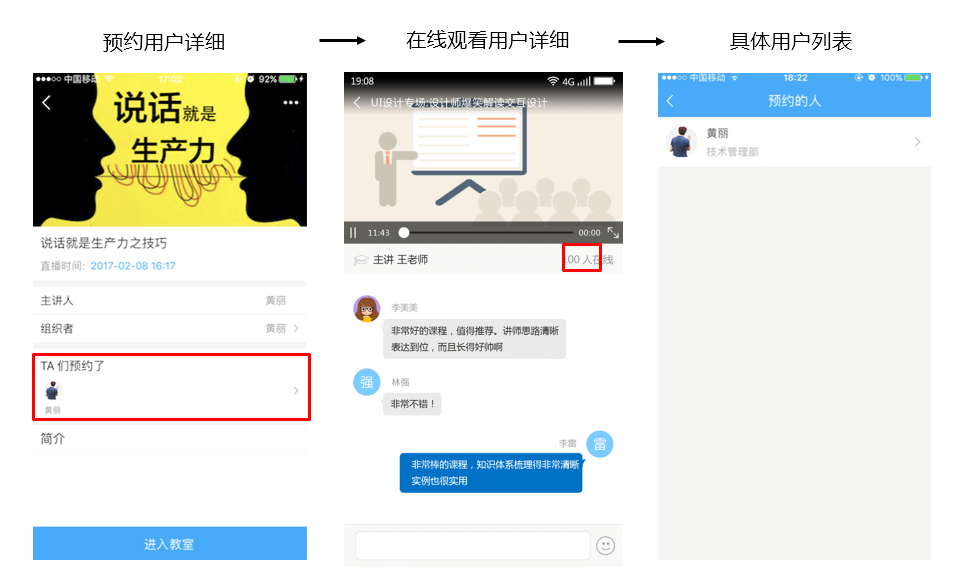 预约用户详细
在线观看用户详细
具体用户列表
中国移动
17:02
92%
说话就是
生产力
说话就是生产力之技巧
直播时间: 2017-02-08 16:17
主讲人
黄丽
组织者
黄丽
TA 们预约了
黄丽
简介
进入教室
19:08
4G
UI设计专场:设计师爆笑解读交互设计
11:43
00:00
主讲 王老师
100 人在线
李美美
非常好的课程，值得推荐。讲师思路清晰
表达到位，而且长得好帅啊
强
林强
非常不错！
李雷
雷
非常棒的课程，知识体系统理得非常清晰
实例也很实用
中国移动
18:22
100%
预约的人
黄丽
技术管理部